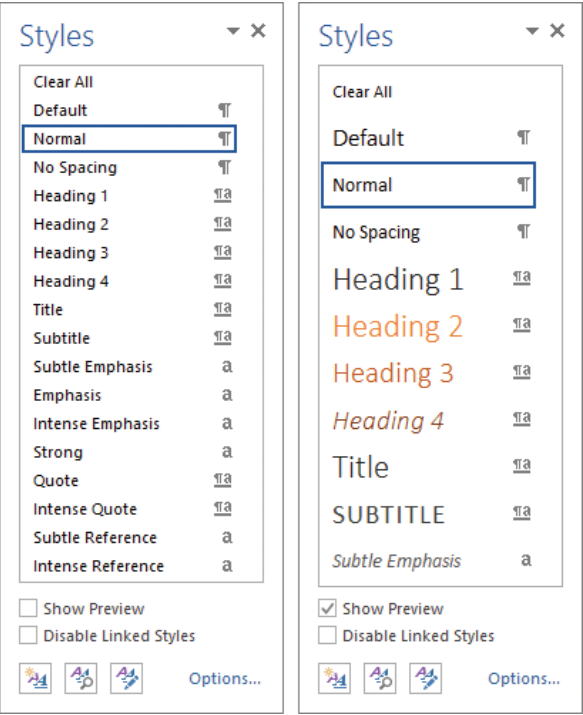 Styles
Clear All
Default ¶
Normal ¶
No Spacing ¶
Heading 1 ¶a
Heading 2 ¶a
Heading 3 ¶a
Heading 4 ¶a
Title ¶a
Subtitle ¶a
Subtle Emphasis a
Emphasis a
Intense Emphasis a
Strong a
Quote ¶a
Intense Quote ¶a
Subtle Reference a
Intense Reference a
Show Preview
Disable Linked Styles
Options...
Styles
Clear All
Default ¶
Normal ¶
No Spacing ¶
Heading 1 ¶a
Heading 2 ¶a
Heading 3 ¶a
Heading 4 ¶a
Title ¶a
SUBTITLE ¶a
Subtle Emphasis a
Show Preview
Disable Linked Styles
Options...